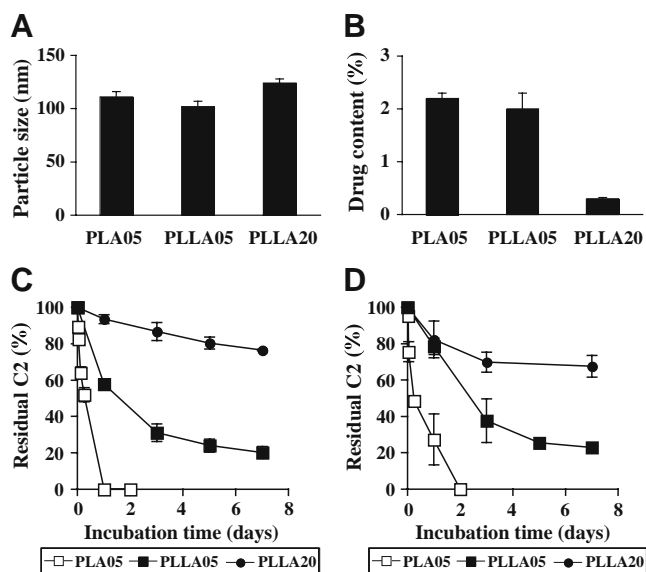 A
Particle size (nm)
150
100
50
0
PLA05 PLLA05 PLLA20
B
Drug content (%)
3
2
1
0
PLA05 PLLA05 PLLA20
C
Residual C2 (%)
100
80
60
40
20
0
0 2 4 6 8
Incubation time (days)
PLA05 PLLA05 PLLA20
D
Residual C2 (%)
100
80
60
40
20
0
0 2 4 6 8
Incubation time (days)
PLA05 PLLA05 PLLA20